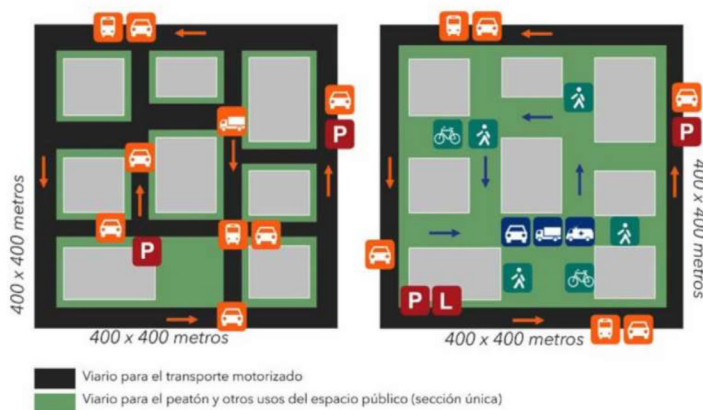 P
P
400 x 400 metros
400 x 400 metros
P
P L
400 x 400 metros
400 x 400 metros
Viario para el transporte motorizado
Viario para el peatón y otros usos del espacio público (sección única)